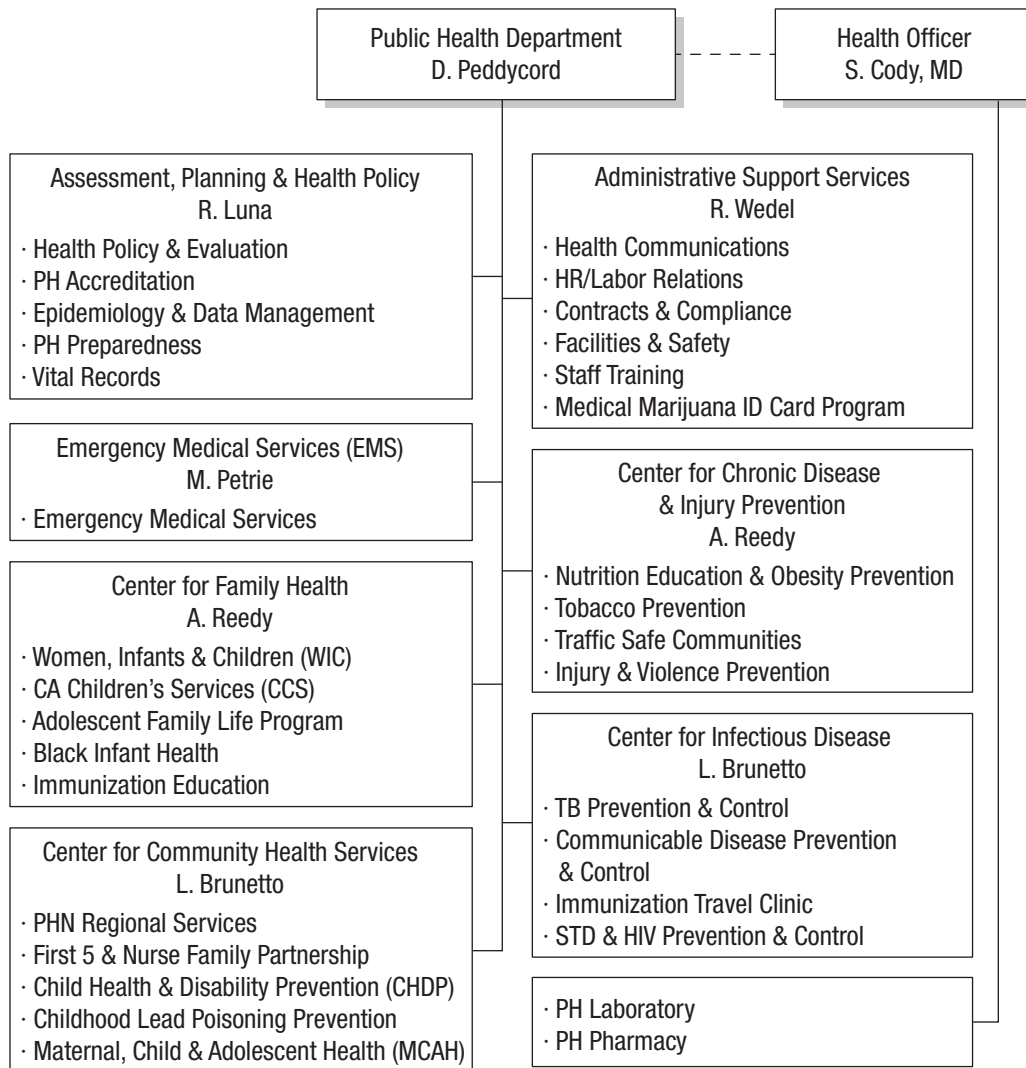 Public Health Department
D. Peddycord
Health Officer
S. Cody, MD
Assessment, Planning & Health Policy
R. Luna
· Health Policy & Evaluation
· PH Accreditation
· Epidemiology & Data Management
· PH Preparedness
· Vital Records
Administrative Support Services
R. Wedel
· Health Communications
· HR/Labor Relations
· Contracts & Compliance
· Facilities & Safety
· Staff Training
· Medical Marijuana ID Card Program
Emergency Medical Services (EMS)
M. Petrie
· Emergency Medical Services
Center for Chronic Disease
& Injury Prevention
A. Reedy
· Nutrition Education & Obesity Prevention
· Tobacco Prevention
· Traffic Safe Communities
· Injury & Violence Prevention
Center for Family Health
A. Reedy
· Women, Infants & Children (WIC)
· CA Children’s Services (CCS)
· Adolescent Family Life Program
· Black Infant Health
· Immunization Education
Center for Infectious Disease
L. Brunetto
· TB Prevention & Control
· Communicable Disease Prevention
& Control
· Immunization Travel Clinic
· STD & HIV Prevention & Control
Center for Community Health Services
L. Brunetto
· PHN Regional Services
· First 5 & Nurse Family Partnership
· Child Health & Disability Prevention (CHDP)
· Childhood Lead Poisoning Prevention
· Maternal, Child & Adolescent Health (MCAH)
· PH Laboratory
· PH Pharmacy